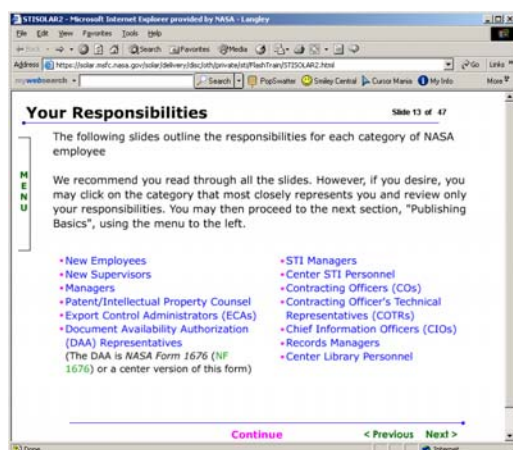 STISOLAR2 - Microsoft Internet Explorer provided by NASA - Langley
File Edit View Favorites Tools Help
Back Search Favorites Media
Address https://solar.msfc.nasa.gov/solar/delivery/disc/sth/private/sti/FlashTrain/STISOLAR2.html Go Links
mywebsearch Search PopSwatter Smiley Central Cursor Mania My Info More
Your Responsibilities Slide 13 of 47
The following slides outline the responsibilities for each category of NASA
employee
MENU
We recommend you read through all the slides. However, if you desire, you
may click on the category that most closely represents you and review only
your responsibilities. You may then proceed to the next section, "Publishing
Basics", using the menu to the left.
•New Employees
•New Supervisors
•Managers
•Patent/Intellectual Property Counsel
•Export Control Administrators (ECAs)
•Document Availability Authorization
(DAA) Representatives
(The DAA is NASA Form 1676 (NF
1676) or a center version of this form)
•STI Managers
•Center STI Personnel
•Contracting Officers (COs)
•Contracting Officer's Technical
Representatives (COTRs)
•Chief Information Officers (CIOs)
•Records Managers
•Center Library Personnel
Continue < Previous Next >
Done Internet